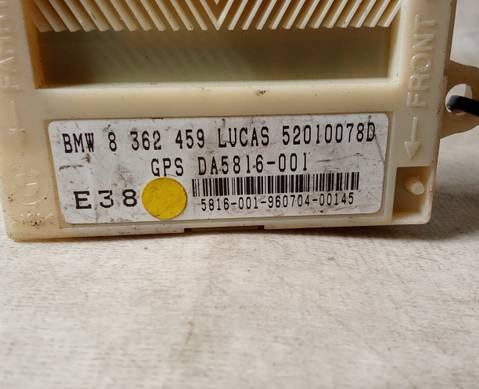 ← FRONT
BMW 8 362 459 LUCAS 52010078D
GPS DA5816-001
E38
5816-001-960704-00145